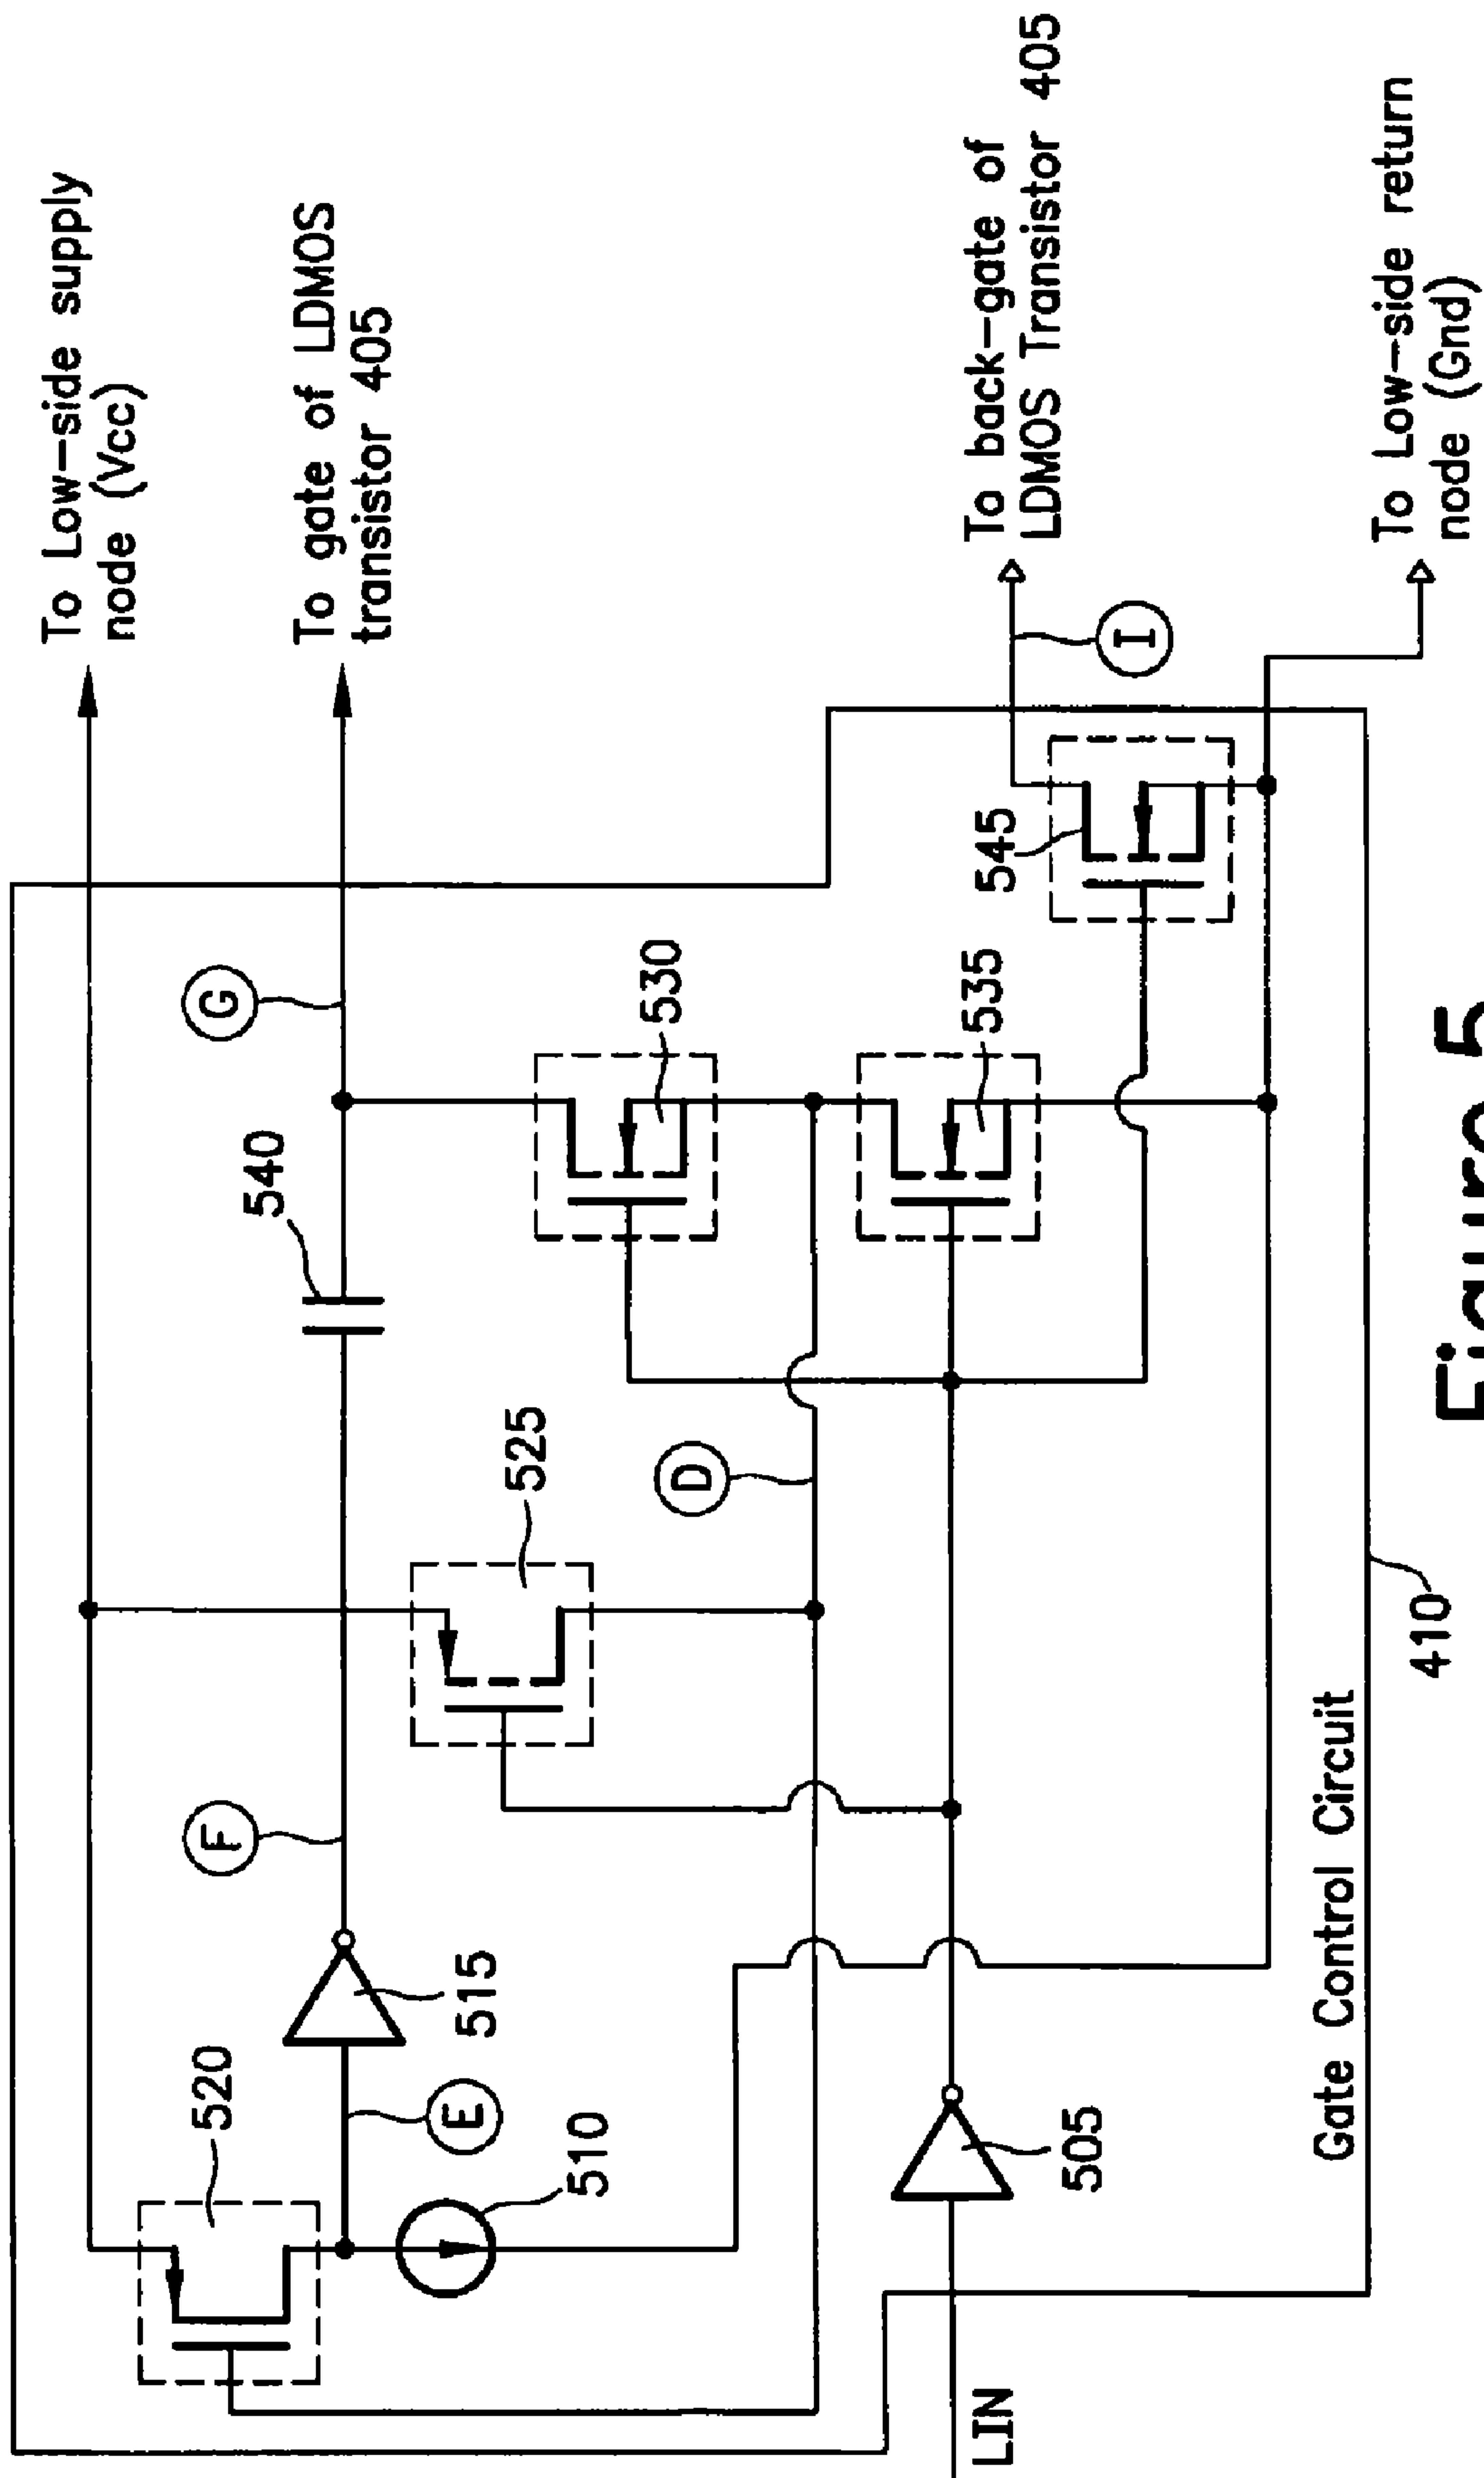 To Low-side supply
node (Vcc)
To gate of LDMOS
transistor 405
G
540
F
515
520
E
510
525
530
D
535
545
To back-gate of
LDMOS Transistor 405
I
To Low-side return
node (Gnd)
505
LIN
Gate Control Circuit
410
Figure 5